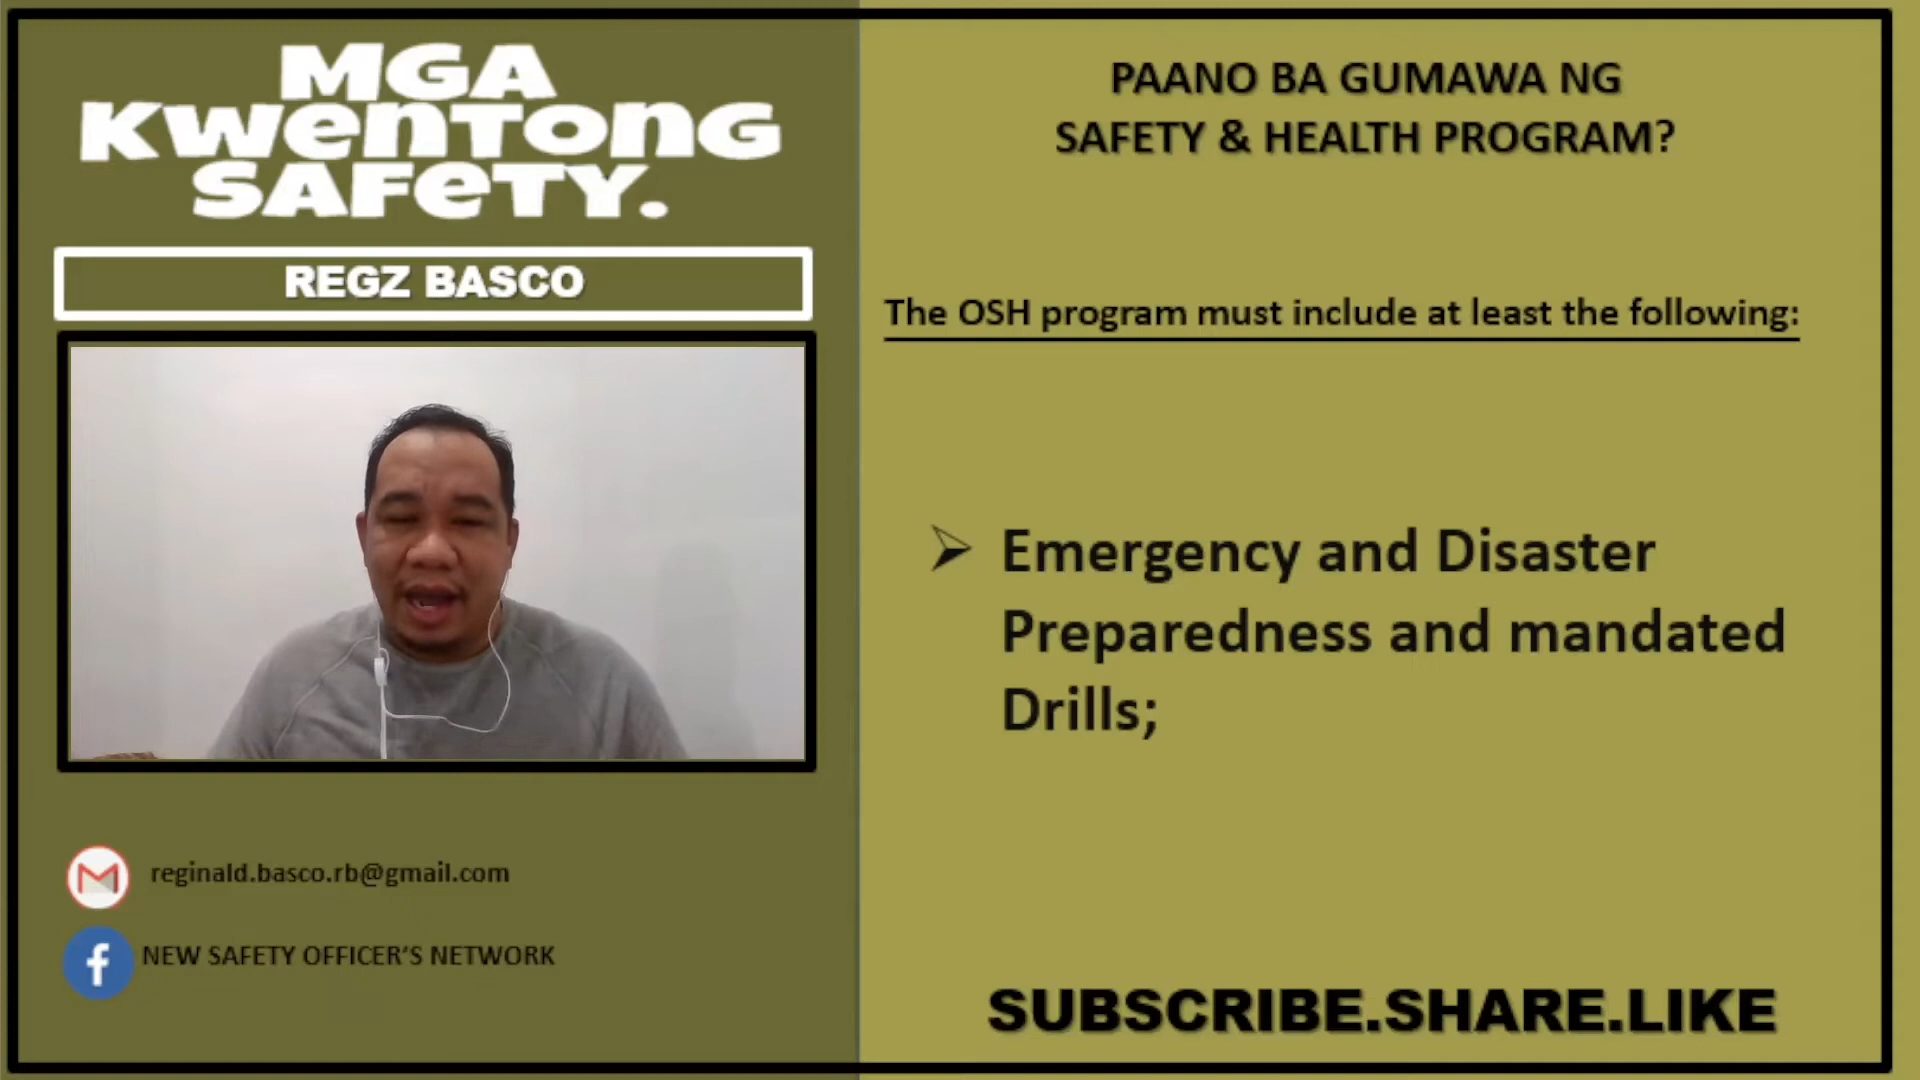 MGA
KWENTONG
SAFETY.
REGZ BASCO
reginald.basco.rb@gmail.com
NEW SAFETY OFFICER'S NETWORK
PAANO BA GUMAWA NG
SAFETY & HEALTH PROGRAM?
The OSH program must include at least the following:
➢ Emergency and Disaster
Preparedness and mandated
Drills;
SUBSCRIBE.SHARE.LIKE